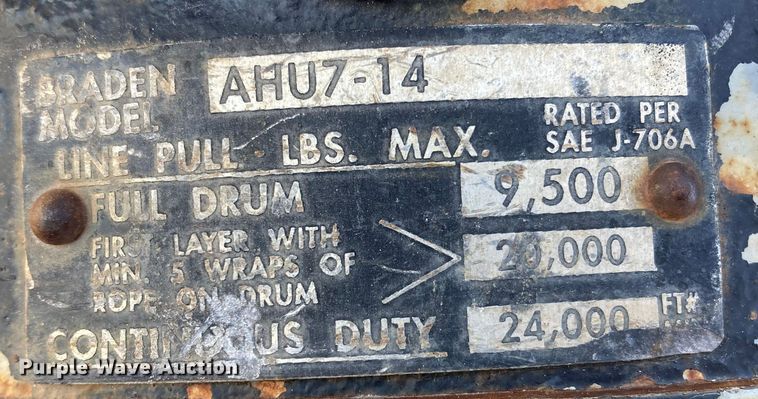 BRADEN
MODEL
AHU7-14
RATED PER
SAE J-706A
LINE PULL - LBS. MAX.
FULL DRUM
9,500
FIRST LAYER WITH
MIN. 5 WRAPS OF
ROPE ON DRUM
20,000
CONTINUOUS DUTY
24,000
FT#
Purple Wave Auction